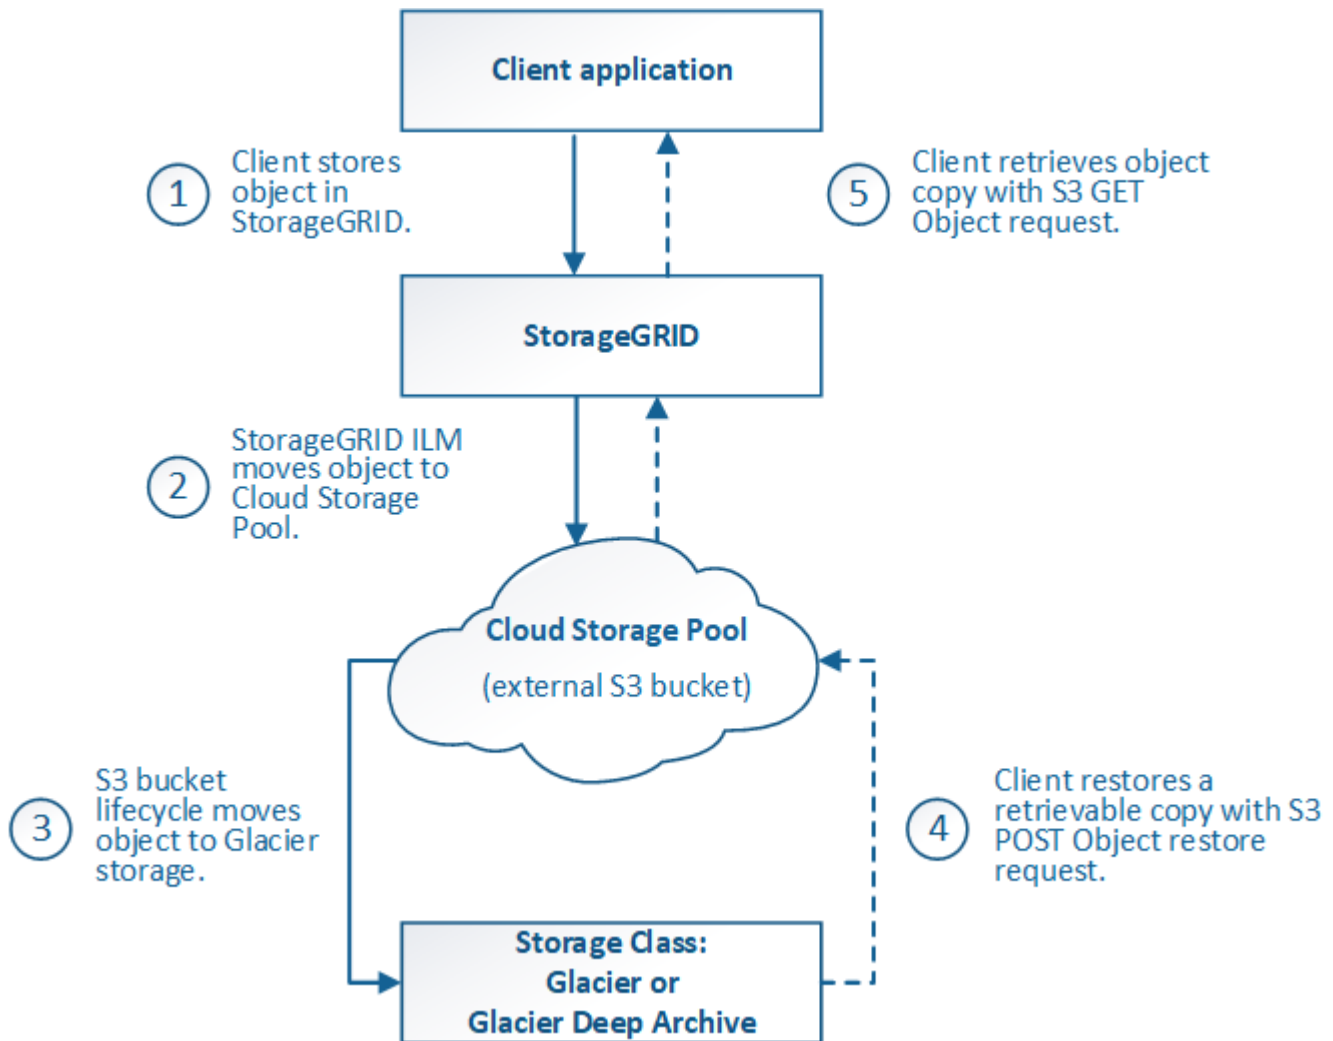 Client application
1
Client stores
object in
StorageGRID.
5
Client retrieves object
copy with S3 GET
Object request.
StorageGRID
2
StorageGRID ILM
moves object to
Cloud Storage
Pool.
Cloud Storage Pool
(external S3 bucket)
3
S3 bucket
lifecycle moves
object to Glacier
storage.
4
Client restores a
retrievable copy with S3
POST Object restore
request.
Storage Class:
Glacier or
Glacier Deep Archive